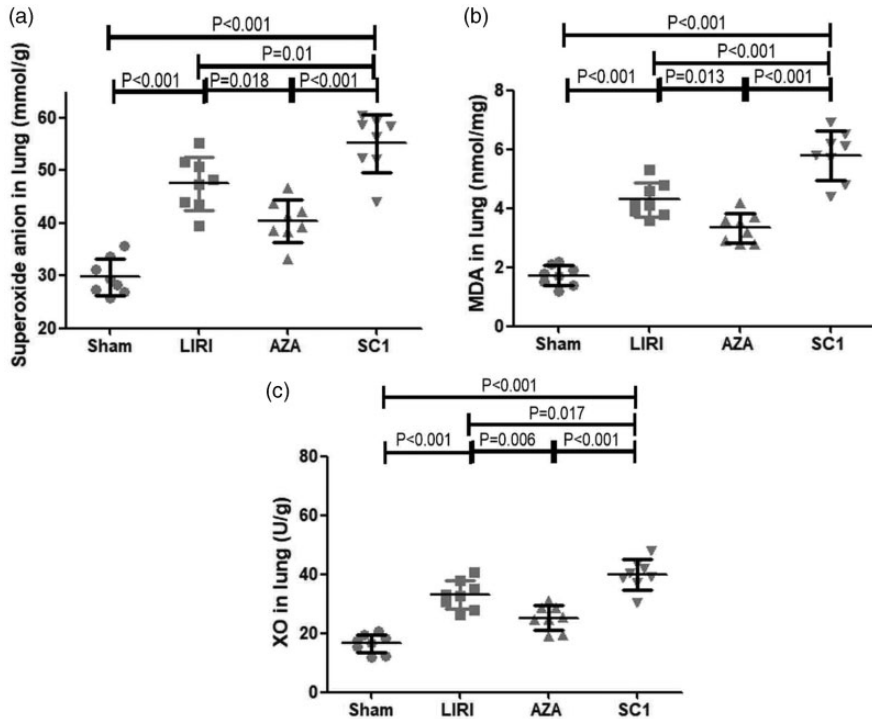 (a)
P<0.001
P=0.01
P<0.001 P=0.018 P<0.001
Superoxide anion in lung (mmol/g)
60
50
40
30
20
Sham LIRI AZA SC1
(b)
P<0.001
P<0.001
P<0.001 P=0.013 P<0.001
MDA in lung (nmol/mg)
8
6
4
2
0
Sham LIRI AZA SC1
(c)
P<0.001
P=0.017
P<0.001 P=0.006 P<0.001
XO in lung (U/g)
80
60
40
20
0
Sham LIRI AZA SC1